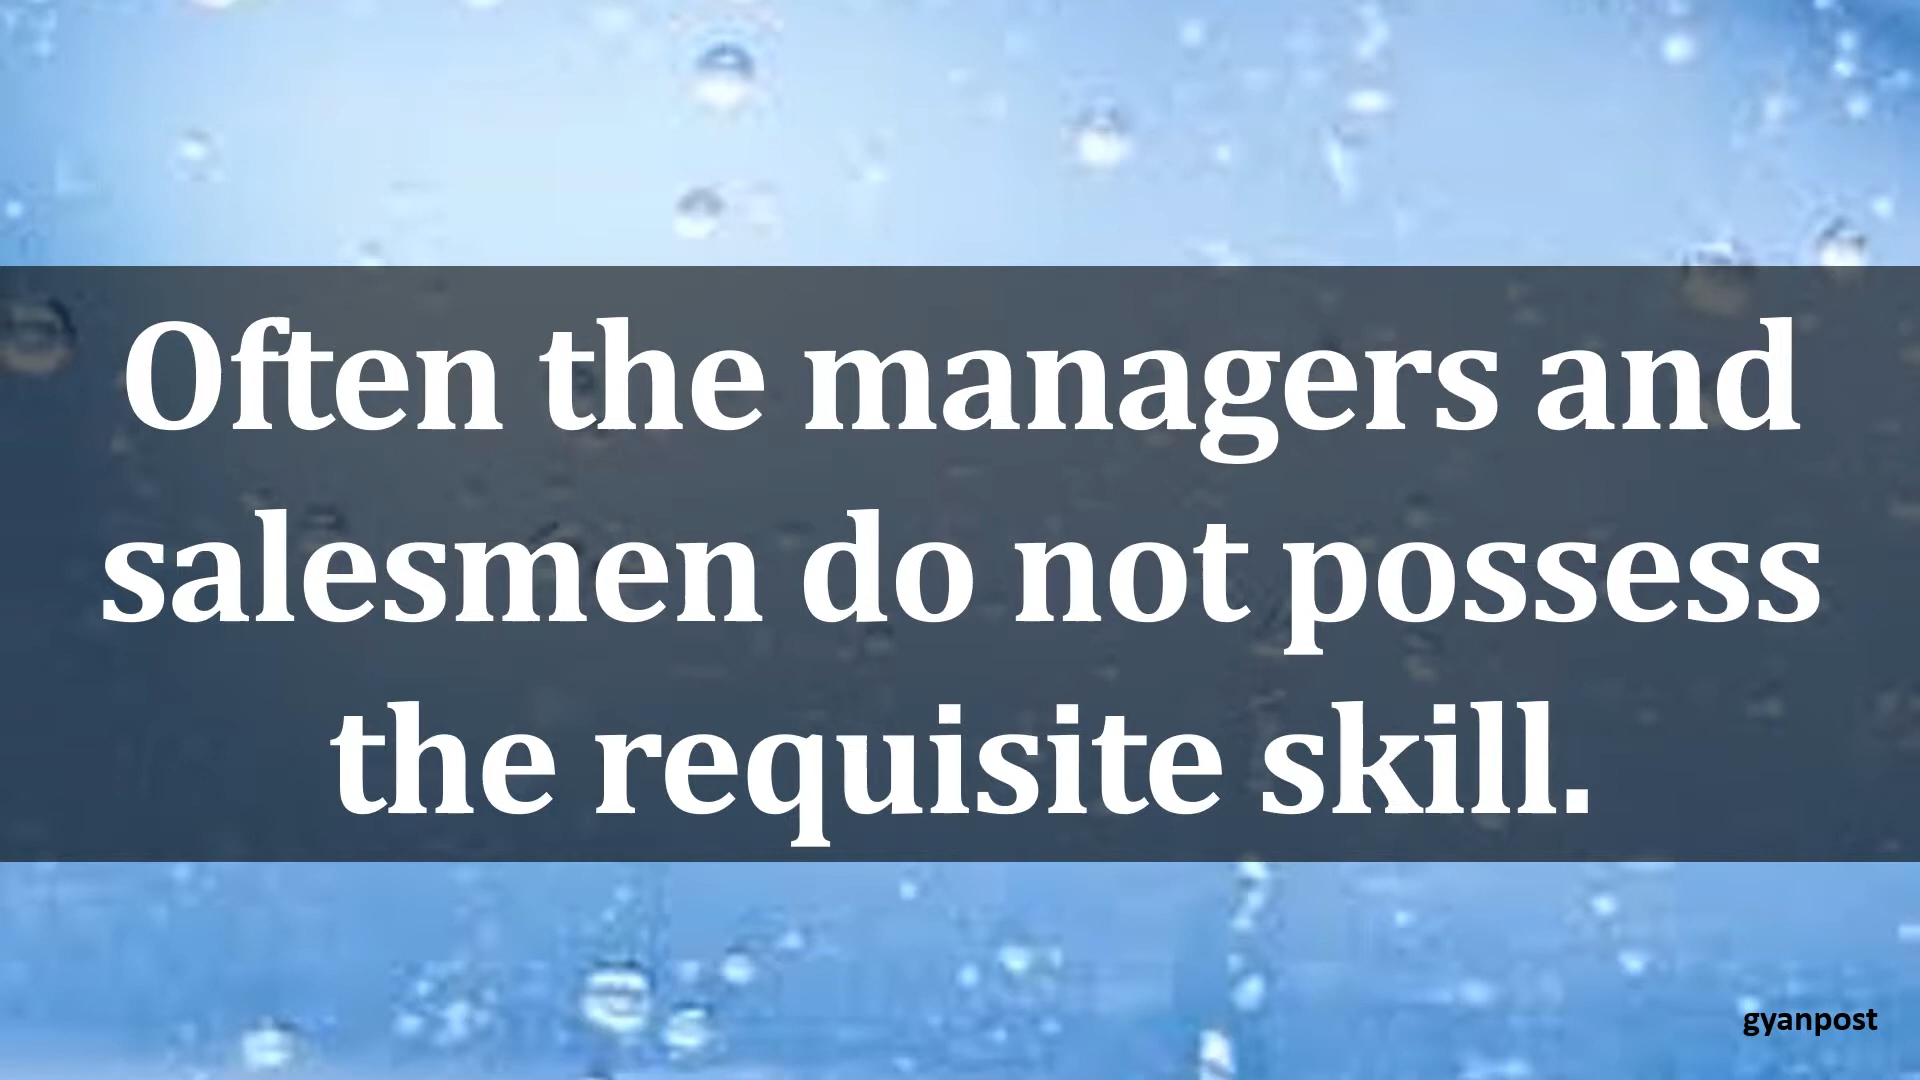 Often the managers and
salesmen do not possess
the requisite skill.
gyanpost